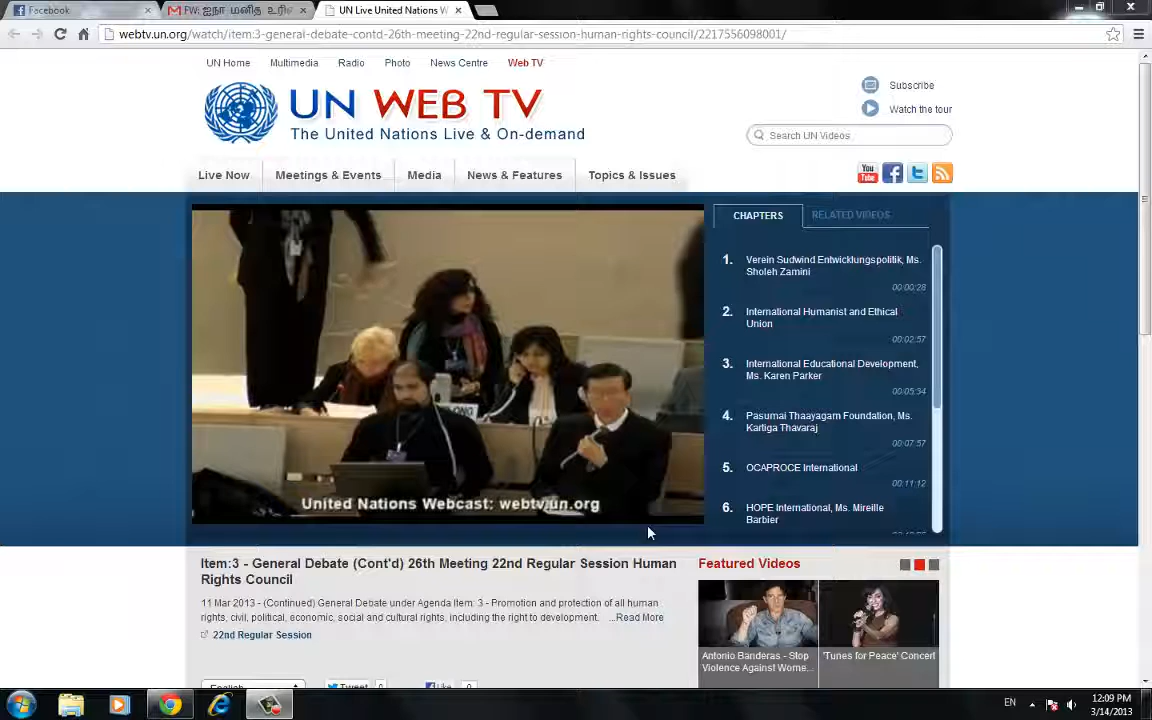 Facebook
FW: ஐநா மனித உரி
UN Live United Nations W
webtv.un.org/watch/item:3-general-debate-contd-26th-meeting-22nd-regular-session-human-rights-council/2217556098001/
UN Home
Multimedia
Radio
Photo
News Centre
Web TV
UN WEB TV
The United Nations Live & On-demand
Subscribe
Watch the tour
Search UN Videos
Live Now
Meetings & Events
Media
News & Features
Topics & Issues
You Tube
United Nations Webcast: webtv.un.org
CHAPTERS
RELATED VIDEOS
1. Verein Sudwind Entwicklungspolitik, Ms.
Sholeh Zamini
00:00:28
2. International Humanist and Ethical
Union
00:02:57
3. International Educational Development,
Ms. Karen Parker
00:05:34
4. Pasumai Thaayagam Foundation, Ms.
Kartiga Thavaraj
00:07:57
5. OCAPROCE International
00:11:12
6. HOPE International, Ms. Mireille
Barbier
Item:3 - General Debate (Cont'd) 26th Meeting 22nd Regular Session Human
Rights Council
11 Mar 2013 - (Continued) General Debate under Agenda Item: 3 - Promotion and protection of all human
rights, civil, political, economic, social and cultural rights, including the right to development. ...Read More
22nd Regular Session
English
Tweet 0
Like 0
Featured Videos
Antonio Banderas - Stop
Violence Against Wome...
'Tunes for Peace' Concert
EN
12:09 PM
3/14/2013